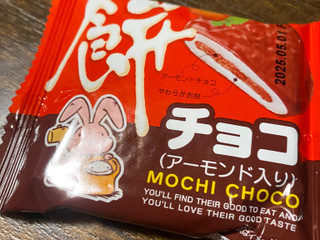 餅
アーモンドチョコ
やわらかお餅
2025.05.01
チョコ
(アーモンド入り)
MOCHI CHOCO
YOU'LL FIND THEIR GOOD TO EAT AND
YOU'LL LOVE THEIR GOOD TASTE